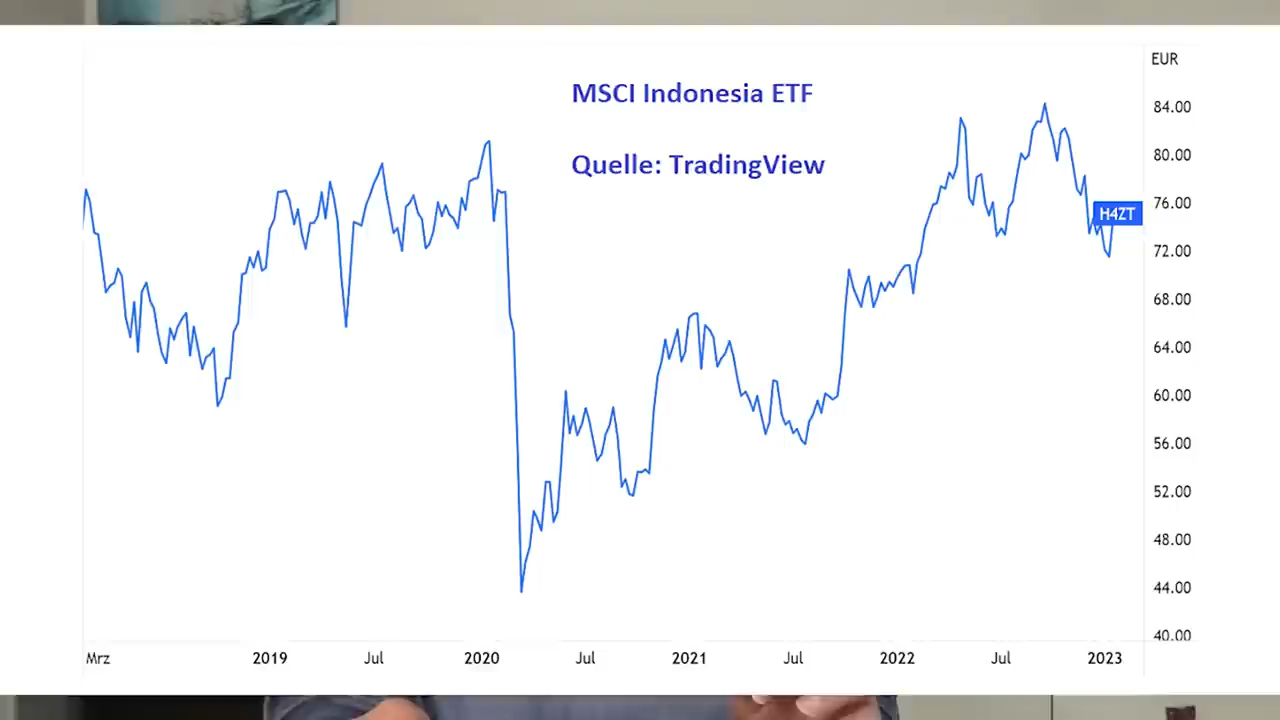 EUR
MSCI Indonesia ETF
84.00
80.00
Quelle: TradingView
76.00
H4ZT
72.00
68.00
64.00
60.00
56.00
52.00
48.00
44.00
40.00
Mrz 2019 Jul 2020 Jul 2021 Jul 2022 Jul 2023